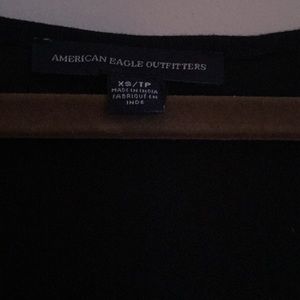 AMERICAN EAGLE OUTFITTERS
XS/TP
MADE IN INDIA
FABRIQUÉ EN
INDE